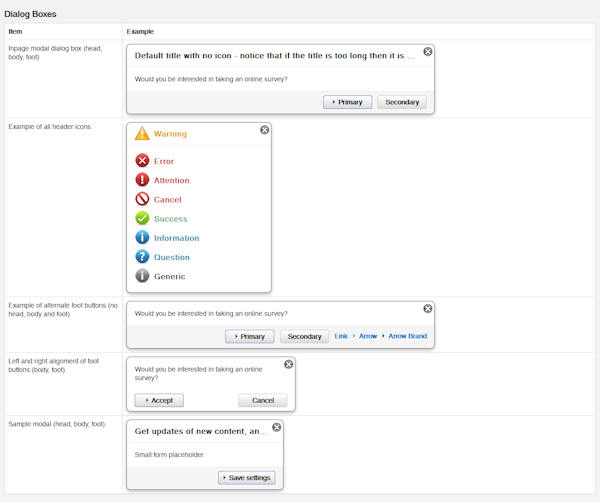 Dialog Boxes
Item
Example
Inpage modal dialog box (head,
body, foot)
Default title with no icon - notice that if the title is too long then it is ...
Would you be interested in taking an online survey?
Primary
Secondary
Example of all header icons.
Warning
Error
Attention
Cancel
Success
Information
Question
Generic
Example of alternate foot buttons (no
head, body and foot)
Would you be interested in taking an online survey?
Primary
Secondary
Link
Arrow
Arrow Brand
Left and right alignment of foot
buttons (body, foot).
Would you be interested in taking an online
survey?
Accept
Cancel
Sample modal (head, body, foot).
Get updates of new content, an...
Small form placeholder.
Save settings